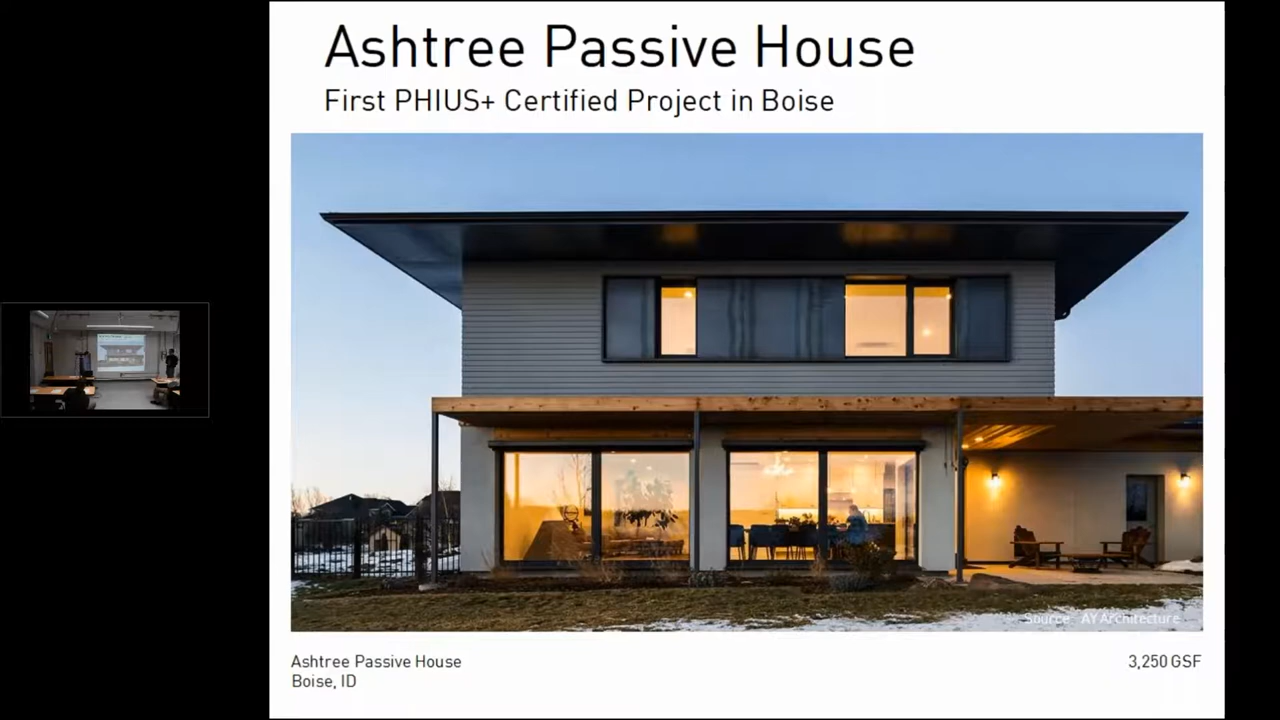 Ashtree Passive House
First PHIUS+ Certified Project in Boise
Source: AY Architecture
Ashtree Passive House
3,250 GSF
Boise, ID